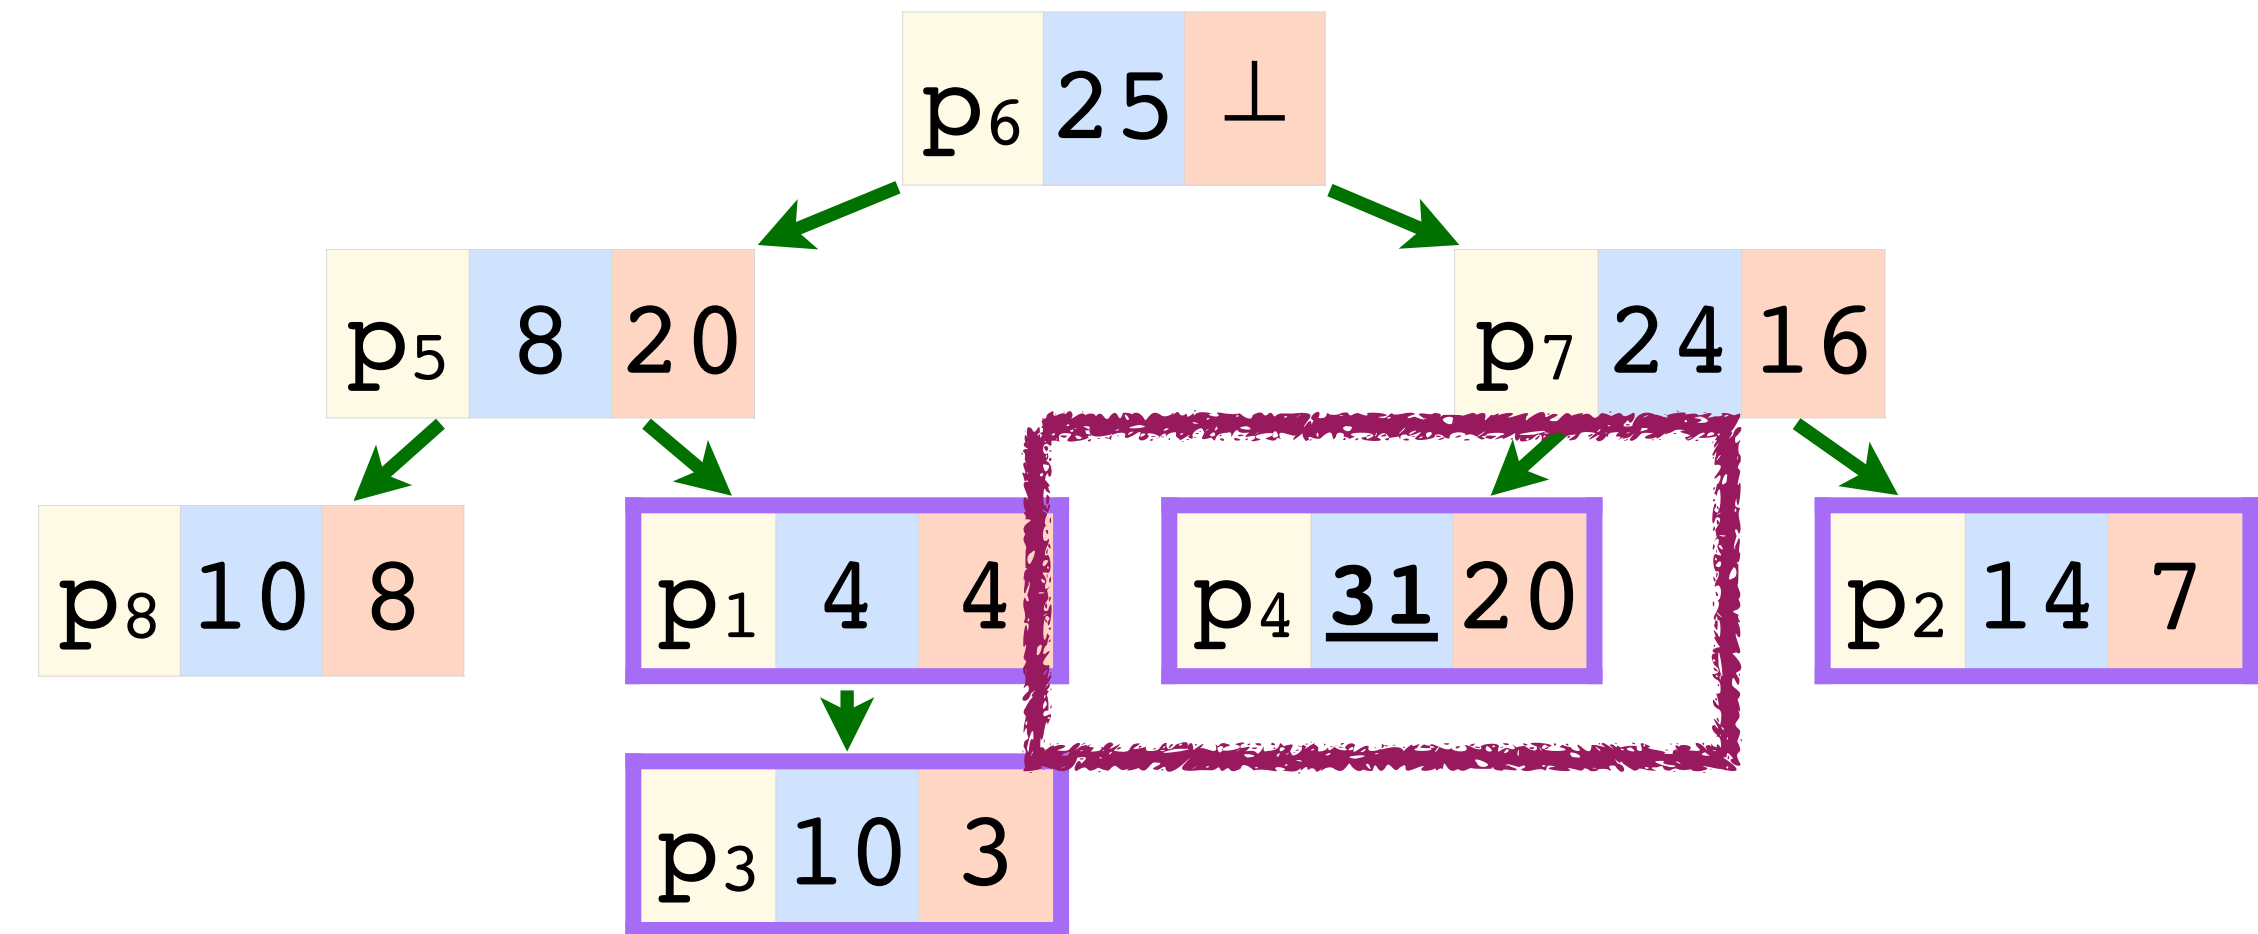 p₆ 25 ⊥
p₅ 8 20
p₇ 24 16
p₈ 10 8
p₁ 4 4
p₄ 31 20
p₂ 14 7
p₃ 10 3